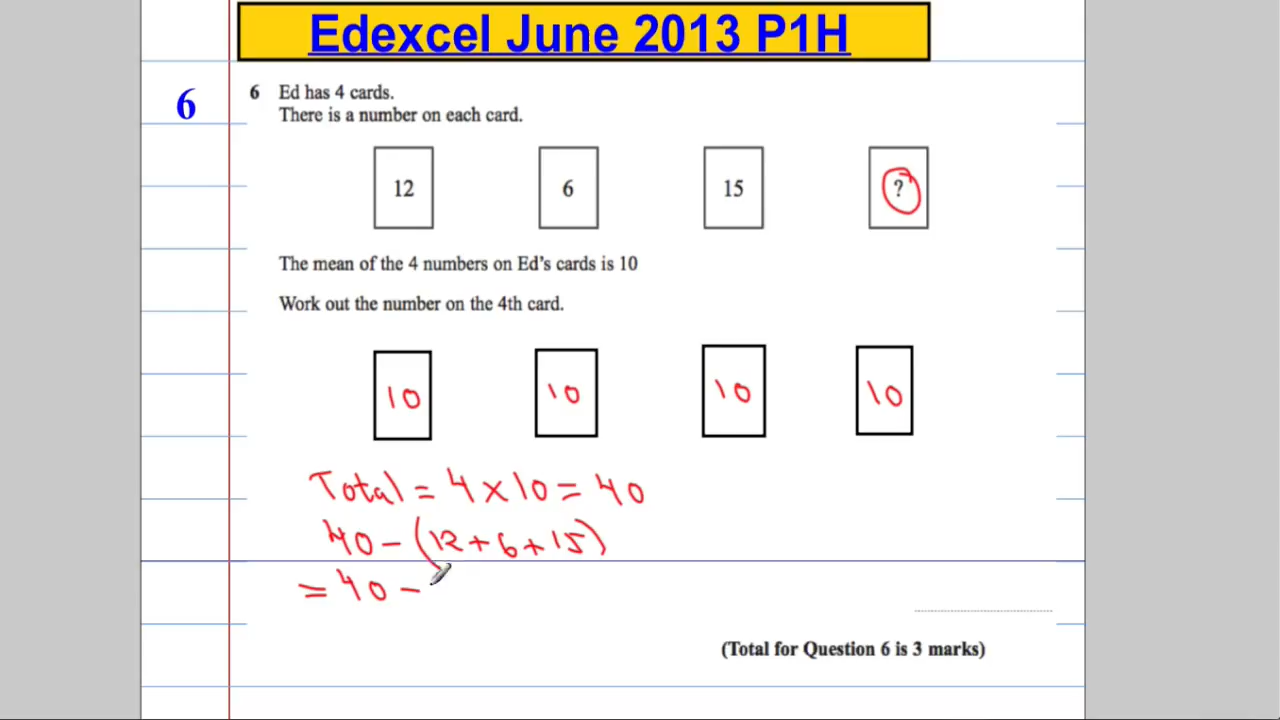 Edexcel June 2013 P1H
6
6 Ed has 4 cards.
There is a number on each card.
12 6 15 ?
The mean of the 4 numbers on Ed's cards is 10
Work out the number on the 4th card.
10 10 10 10
Total = 4 × 10 = 40
40 - (12 + 6 + 15)
= 40 -
(Total for Question 6 is 3 marks)